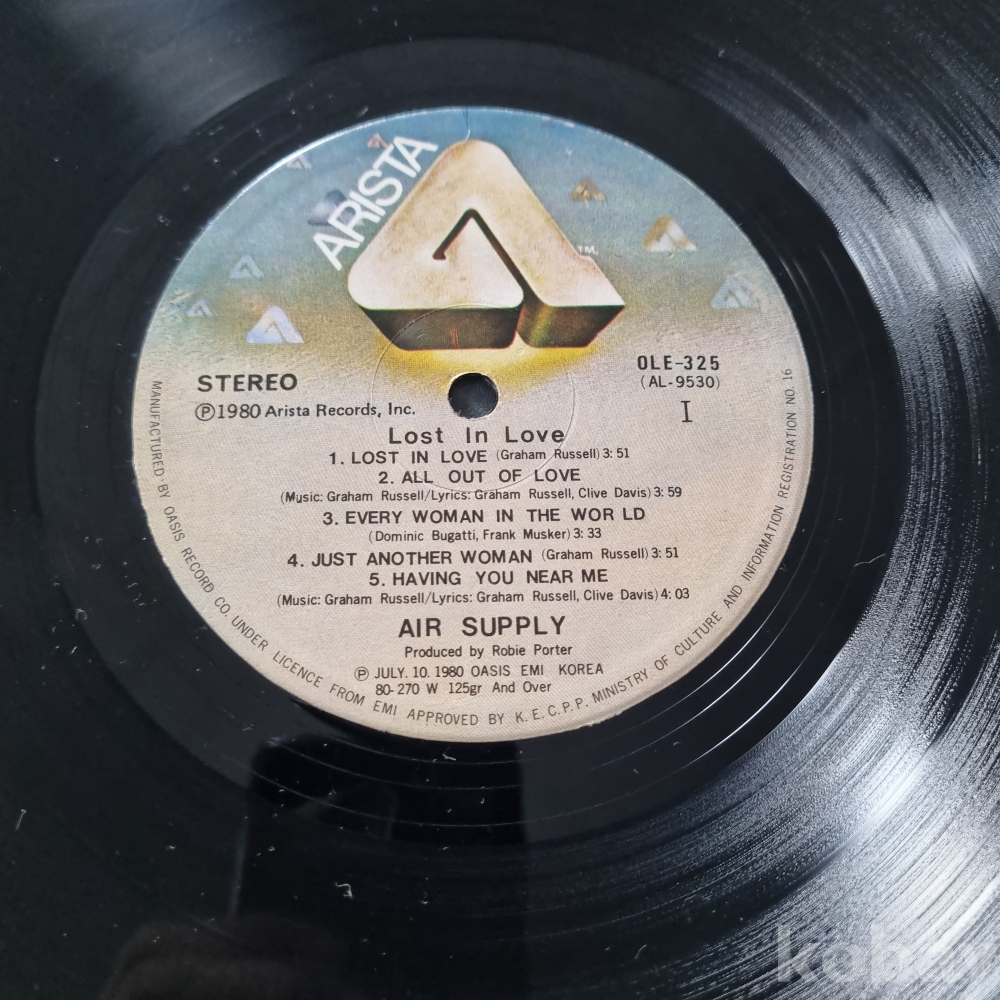 ARISTA
TM.
STEREO
Ⓟ1980 Arista Records, Inc.
OLE-325
(AL-9530)
I
Lost In Love
1. LOST IN LOVE (Graham Russell) 3:51
2. ALL OUT OF LOVE
(Music: Graham Russell/Lyrics: Graham Russell, Clive Davis) 3:59
3. EVERY WOMAN IN THE WOR LD
(Dominic Bugatti, Frank Musker) 3:33
4. JUST ANOTHER WOMAN (Graham Russell) 3:51
5. HAVING YOU NEAR ME
(Music: Graham Russell/Lyrics: Graham Russell, Clive Davis) 4:03
AIR SUPPLY
Produced by Robie Porter
Ⓟ JULY. 10. 1980 OASIS EMI KOREA
80-270 W 125gr And Over
MANUFACTURED BY OASIS RECORD CO. UNDER LICENCE FROM EMI APPROVED BY K.E.C.P.P. MINISTRY OF CULTURE AND INFORMATION REGISTRATION NO. 16